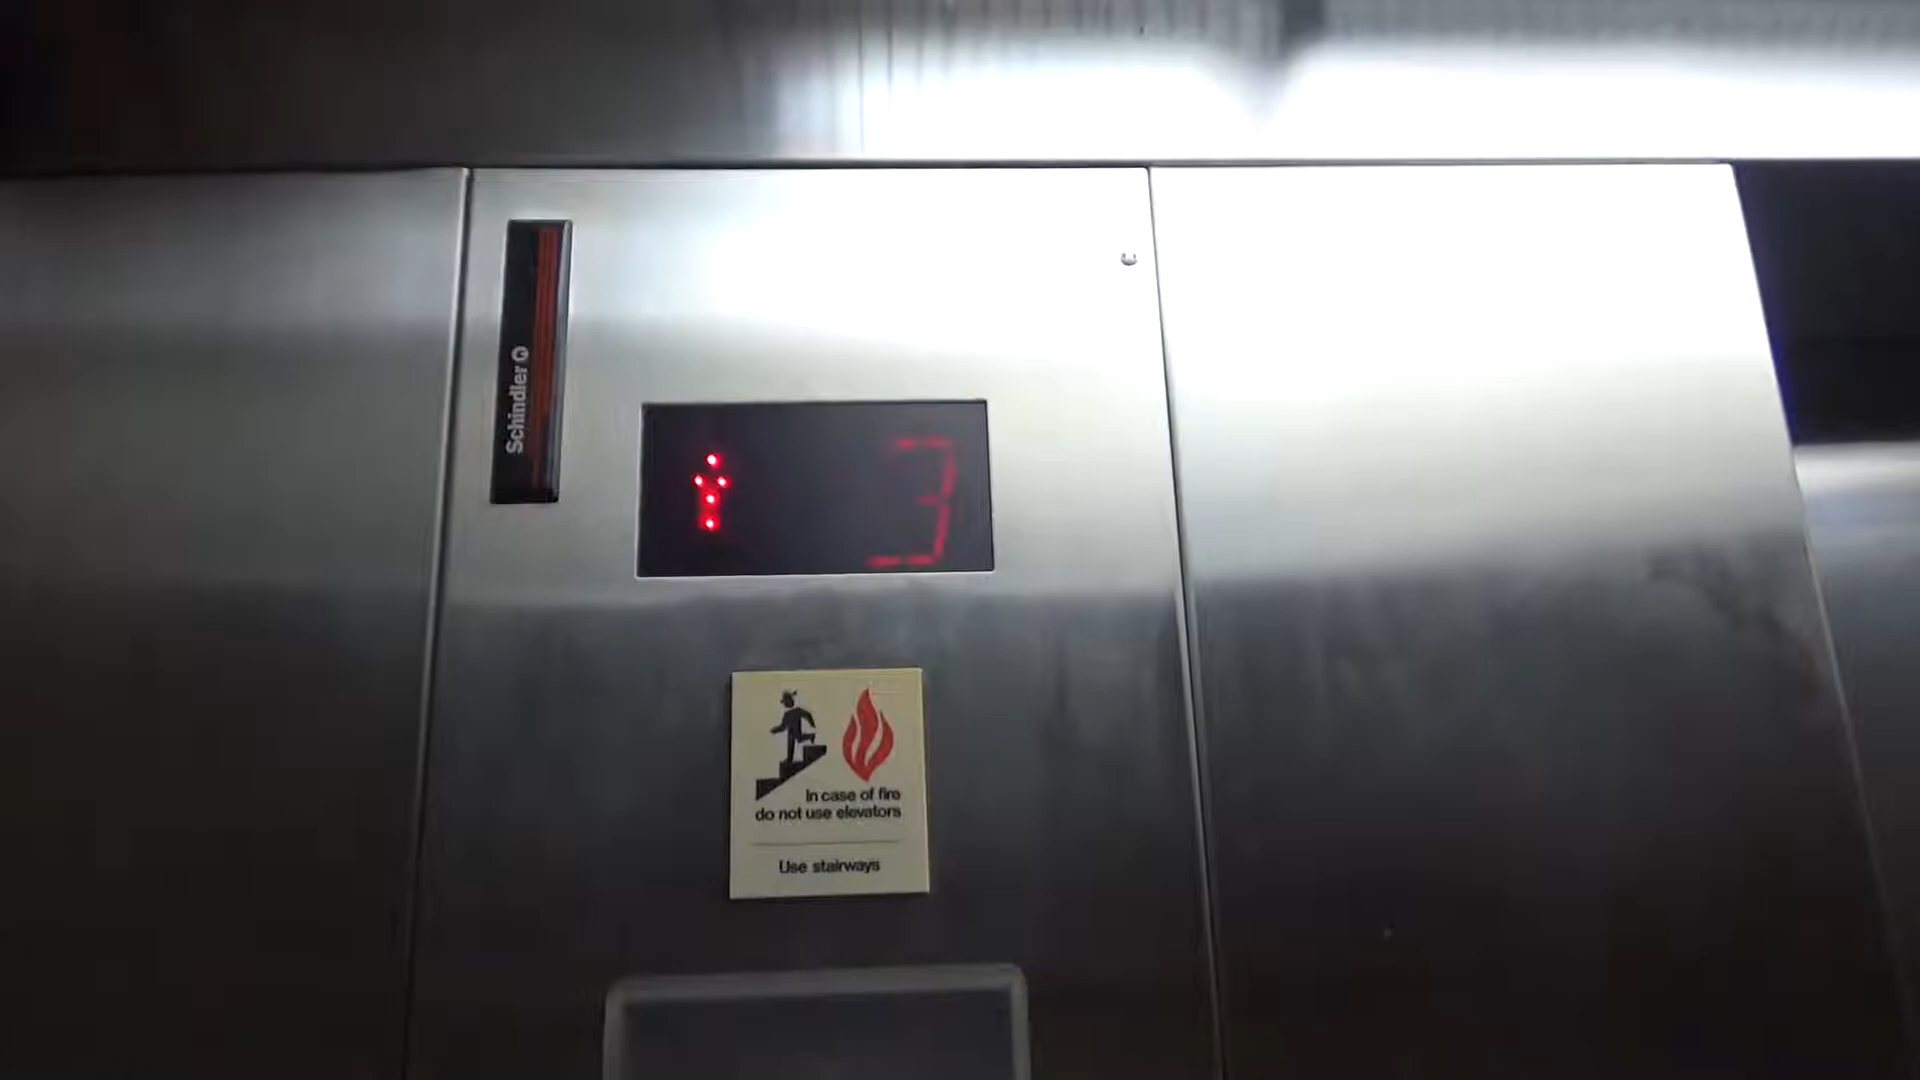 Schindler
3
In case of fire
do not use elevators
Use stairways